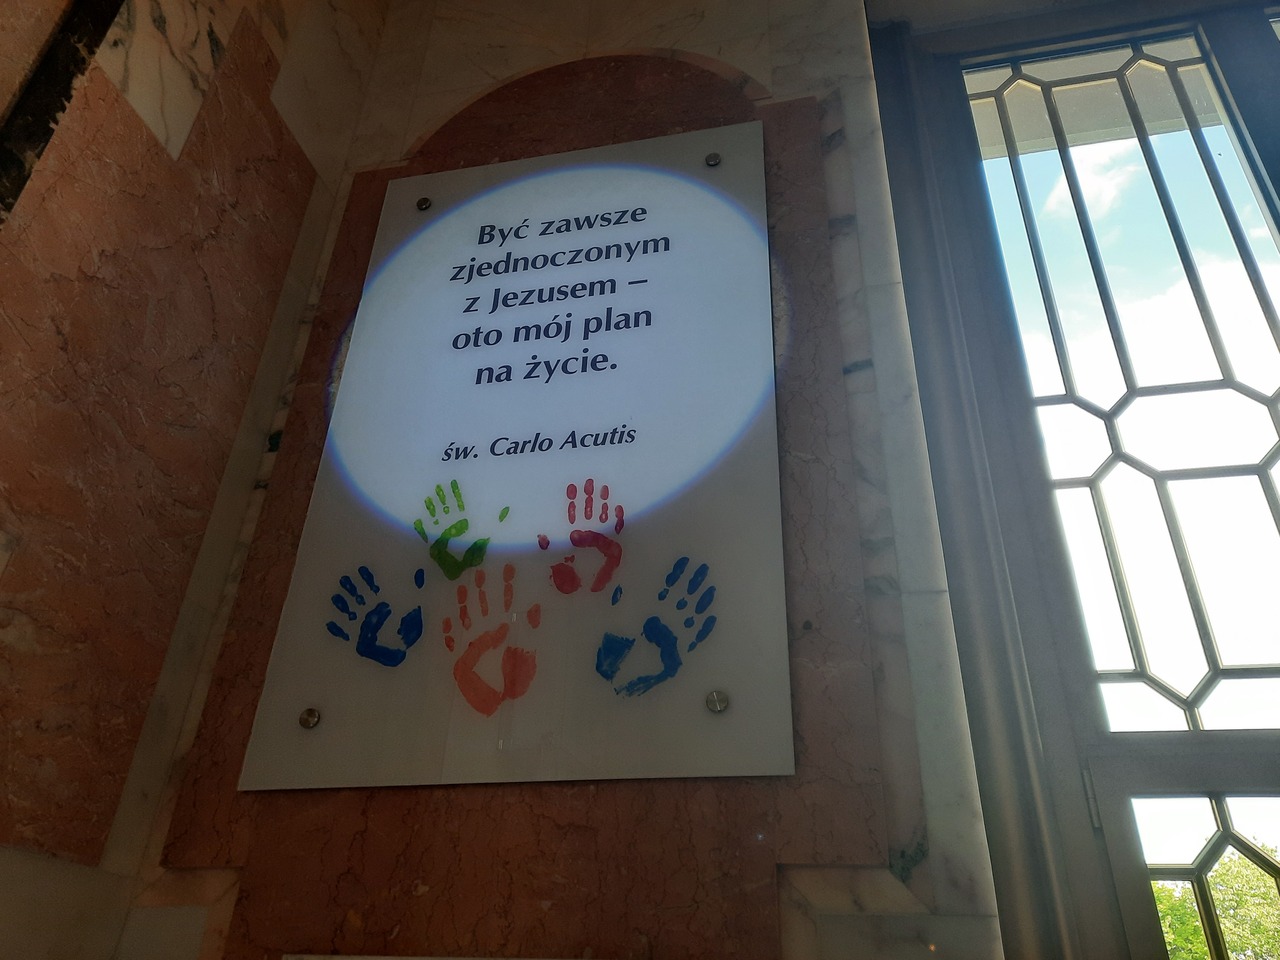 Być zawsze
zjednoczonym
z Jezusem –
oto mój plan
na życie.
św. Carlo Acutis